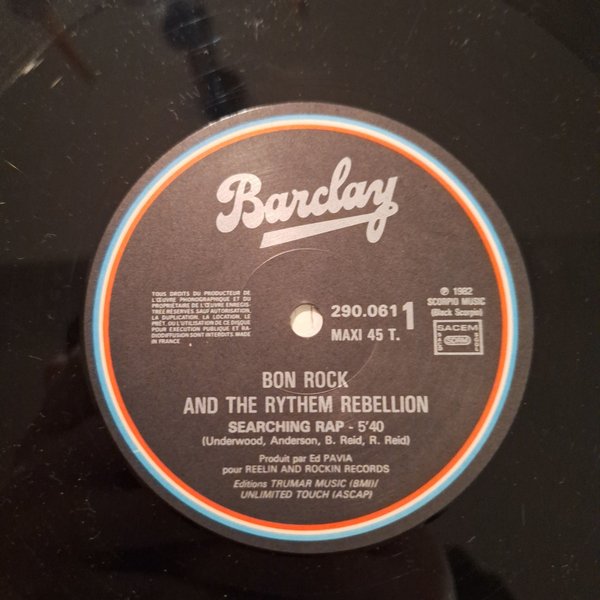 Barclay
TOUS DROITS DU PRODUCTEUR DE
L'ŒUVRE PHONOGRAPHIQUE ET DU
PROPRIÉTAIRE DE L'ŒUVRE ENREGIS-
TRÉE RÉSERVÉS. SAUF AUTORISATION,
LA DUPLICATION, LA LOCATION, LE
PRÊT, OU L'UTILISATION DE CE DISQUE
POUR EXÉCUTION PUBLIQUE ET RA-
DIODIFFUSION SONT INTERDITS. MADE
IN FRANCE
290.061 1
MAXI 45 T.
℗ 1982
SCORPIO MUSIC
(Black Scorpio)
SACEM
SDRM
BON ROCK
AND THE RYTHEM REBELLION
SEARCHING RAP - 5'40
(Underwood, Anderson, B. Reid, R. Reid)
Produit par Ed PAVIA
pour REELIN AND ROCKIN RECORDS
Editions TRUMAR MUSIC (BMI)/
UNLIMITED TOUCH (ASCAP)